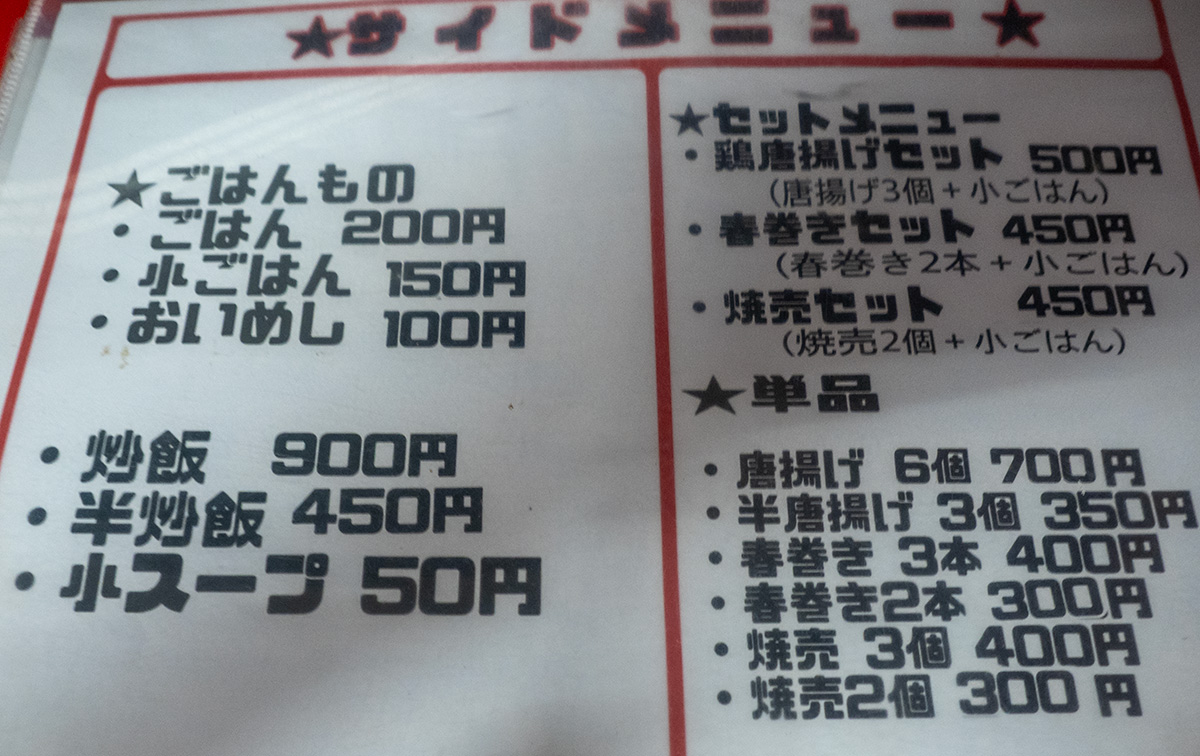 ★サイドメニュー★
★ごはんもの
・ごはん 200円
・小ごはん 150円
・おいめし 100円
・炒飯 900円
・半炒飯 450円
・小スープ 50円
★セットメニュー
・鶏唐揚げセット 500円
(唐揚げ3個+小ごはん)
・春巻きセット 450円
(春巻き2本+小ごはん)
・焼売セット 450円
(焼売2個+小ごはん)
★単品
・唐揚げ 6個 700円
・半唐揚げ 3個 350円
・春巻き 3本 400円
・春巻き2本 300円
・焼売 3個 400円
・焼売2個 300円